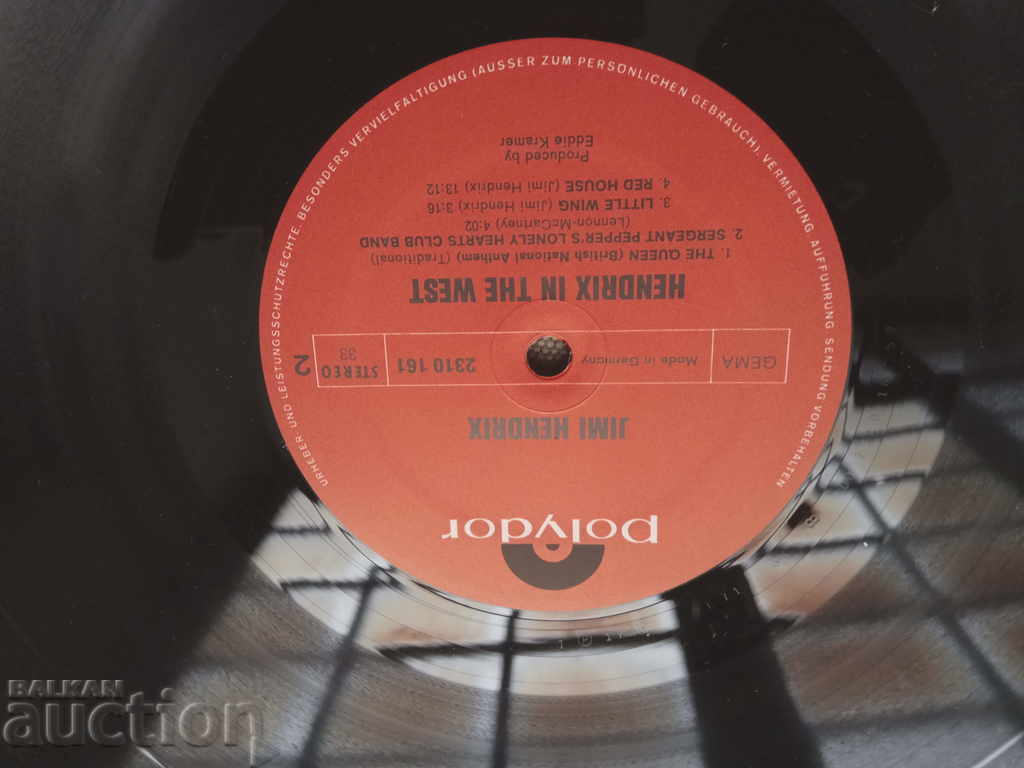 polydor
JIMI HENDRIX
GEMA
Made in Germany
2310 161
STEREO
33
2
HENDRIX IN THE WEST
1. THE QUEEN (British National Anthem) (Traditional)
2. SERGEANT PEPPER'S LONELY HEARTS CLUB BAND
(Lennon-McCartney) 4:02
3. LITTLE WING (Jimi Hendrix) 3:16
4. RED HOUSE (Jimi Hendrix) 13:12
Produced by
Eddie Kramer
URHEBER- UND LEISTUNGSSCHUTZRECHTE, BESONDERS VERVIELFÄLTIGUNG (AUSSER ZUM PERSÖNLICHEN GEBRAUCH), VERMIETUNG, AUFFÜHRUNG, SENDUNG VORBEHALTEN
BALKAN
auction